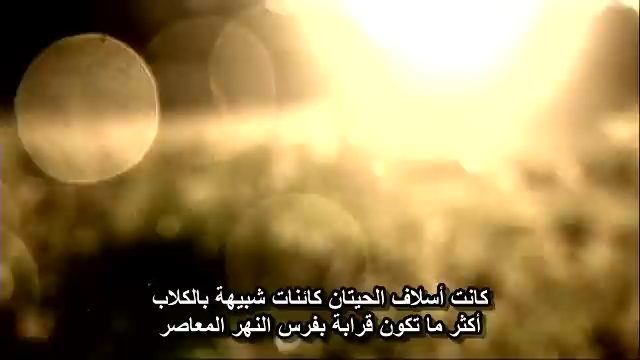 كانت أسلاف الحيتان كائنات شبيهة بالكلاب
أكثر ما تكون قرابة بفرس النهر المعاصر